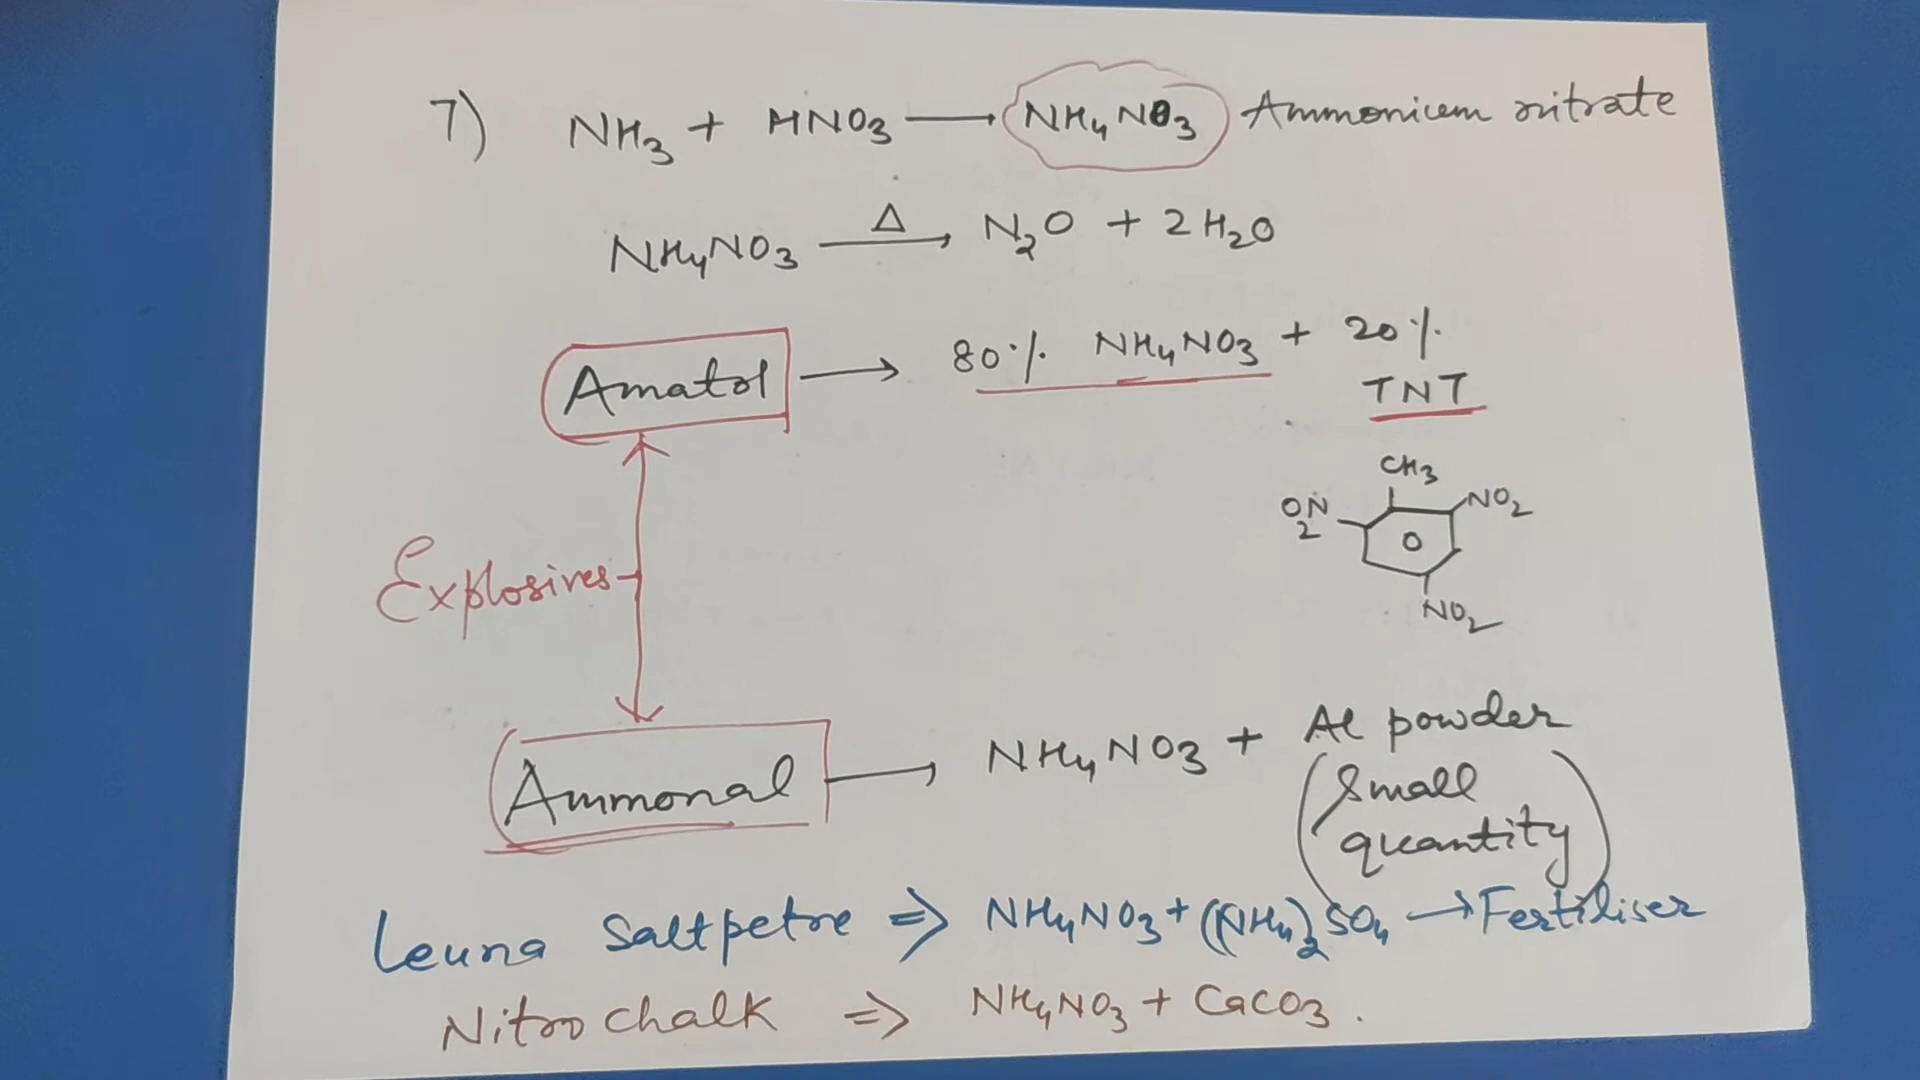 7) NH3 + HNO3 → NH4NO3 Ammonium nitrate
NH4NO3 Δ→ N2O + 2H2O
Amatol → 80% NH4NO3 + 20%
TNT
CH3
O2N NO2
NO2
Explosives
Ammonal → NH4NO3 + Al powder
(Small
quantity)
Leuna Saltpetre ⇒ NH4NO3 + (NH4)2SO4 → Fertiliser
Nitro chalk ⇒ NH4NO3 + CaCO3.